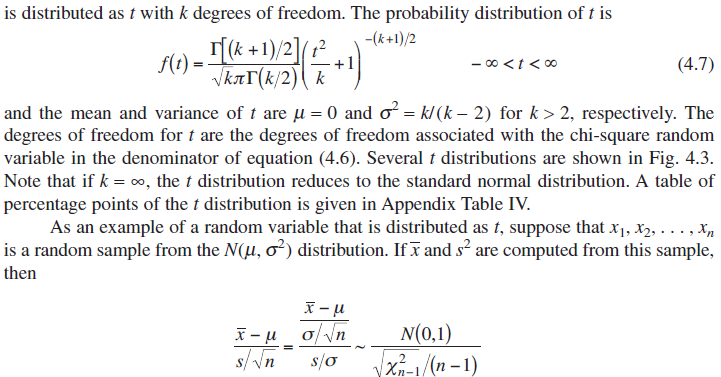 is distributed as t with k degrees of freedom. The probability distribution of t is
f(t) = Γ[(k + 1)/2] / √kπΓ(k/2) (t²/k + 1)^−(k+1)/2    − ∞ < t < ∞    (4.7)
and the mean and variance of t are μ = 0 and σ² = k/(k − 2) for k > 2, respectively. The
degrees of freedom for t are the degrees of freedom associated with the chi-square random
variable in the denominator of equation (4.6). Several t distributions are shown in Fig. 4.3.
Note that if k = ∞, the t distribution reduces to the standard normal distribution. A table of
percentage points of the t distribution is given in Appendix Table IV.
As an example of a random variable that is distributed as t, suppose that x₁, x₂, . . . , xₙ
is a random sample from the N(μ, σ²) distribution. If x̅ and s² are computed from this sample,
then
(x̅ − μ) / (s/√n) = ((x̅ − μ) / (σ/√n)) / (s/σ) ~ N(0,1) / √χ²ₙ₋₁/(n − 1)